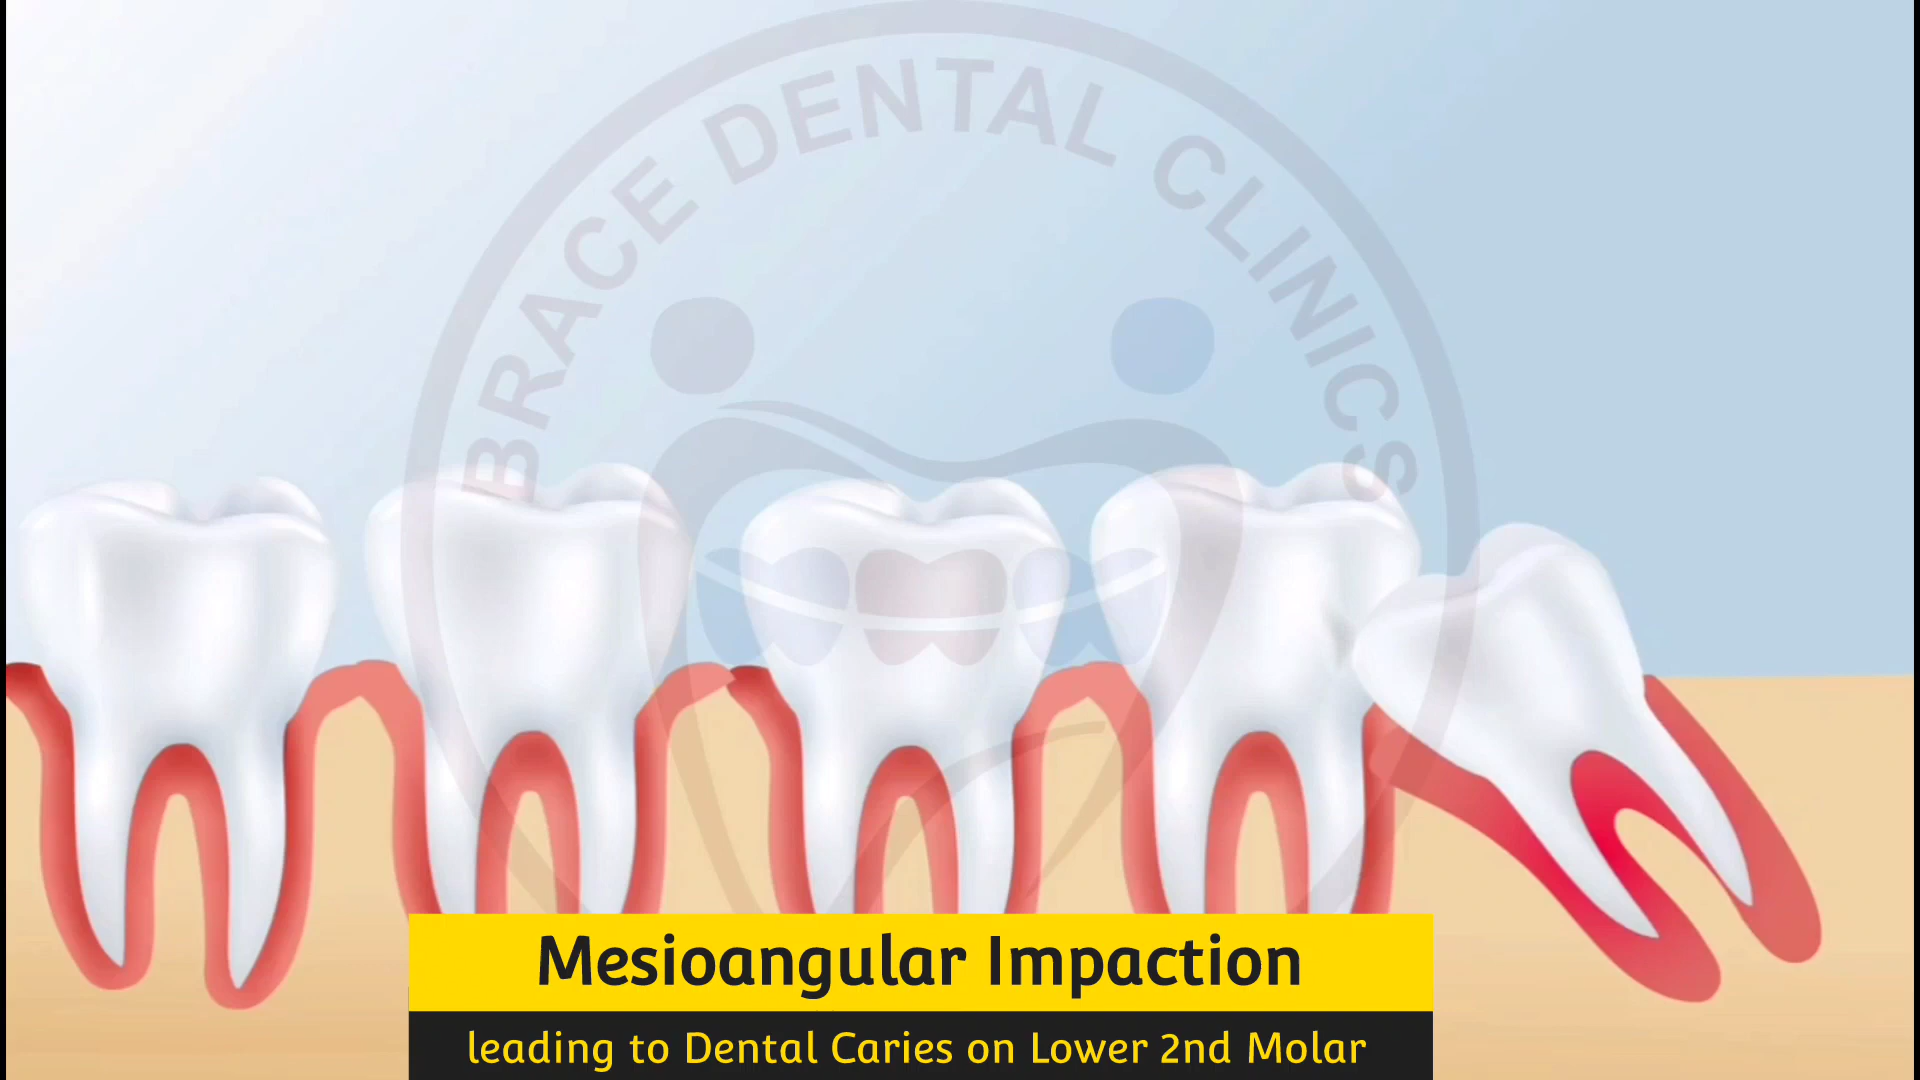 BRACE DENTAL CLINICS
Mesioangular Impaction
leading to Dental Caries on Lower 2nd Molar